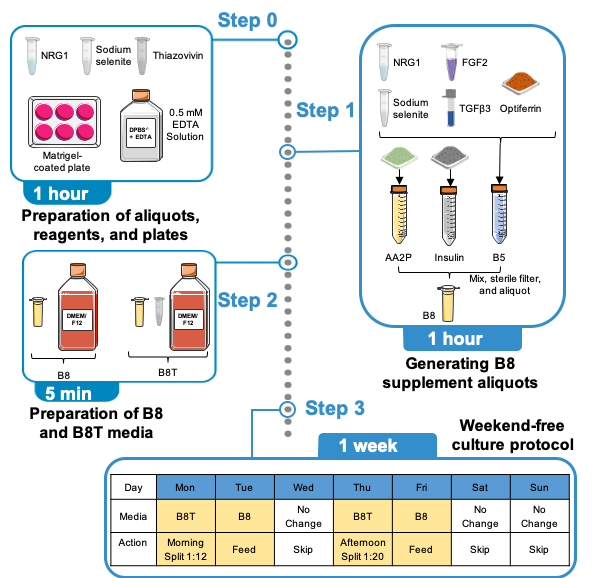 Step 0
NRG1
Sodium
selenite
Thiazovivin
Matrigel-
coated plate
DPBS-/-
+ EDTA
0.5 mM
EDTA
Solution
1 hour
Preparation of aliquots,
reagents, and plates
Step 1
NRG1
FGF2
Sodium
selenite
TGFβ3
Optiferrin
AA2P
Insulin
B5
Mix, sterile filter,
and aliquot
B8
1 hour
Generating B8
supplement aliquots
Step 2
DMEM/
F12
DMEM/
F12
B8
B8T
5 min
Preparation of B8
and B8T media
Step 3
Weekend-free
culture protocol
1 week
Day Mon Tue Wed Thu Fri Sat Sun
Media B8T B8 No Change B8T B8 No Change No Change
Action Morning Split 1:12 Feed Skip Afternoon Split 1:20 Feed Skip Skip